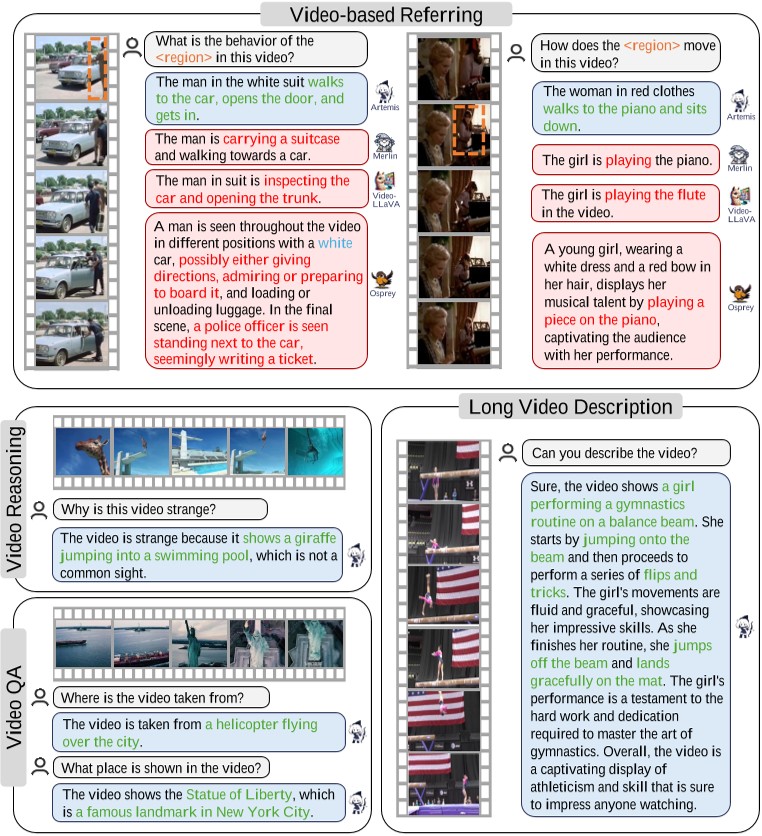 Video-based Referring
What is the behavior of the
<region> in this video?
The man in the white suit walks
to the car, opens the door, and
gets in.
Artemis
The man is carrying a suitcase
and walking towards a car.
Merlin
The man in suit is inspecting the
car and opening the trunk.
Video-
LLaVA
A man is seen throughout the video
in different positions with a white
car, possibly either giving
directions, admiring or preparing
to board it, and loading or
unloading luggage. In the final
scene, a police officer is seen
standing next to the car,
seemingly writing a ticket.
Osprey
How does the <region> move
in this video?
The woman in red clothes
walks to the piano and sits
down.
Artemis
The girl is playing the piano.
Merlin
The girl is playing the flute
in the video.
Video-
LLaVA
A young girl, wearing a
white dress and a red bow in
her hair, displays her
musical talent by playing a
piece on the piano,
captivating the audience
with her performance.
Osprey
Video Reasoning
Why is this video strange?
The video is strange because it shows a giraffe
jumping into a swimming pool, which is not a
common sight.
Video QA
Where is the video taken from?
The video is taken from a helicopter flying
over the city.
What place is shown in the video?
The video shows the Statue of Liberty, which
is a famous landmark in New York City.
Long Video Description
Can you describe the video?
Sure, the video shows a girl
performing a gymnastics
routine on a balance beam. She
starts by jumping onto the
beam and then proceeds to
perform a series of flips and
tricks. The girl's movements are
fluid and graceful, showcasing
her impressive skills. As she
finishes her routine, she jumps
off the beam and lands
gracefully on the mat. The girl's
performance is a testament to the
hard work and dedication
required to master the art of
gymnastics. Overall, the video is
a captivating display of
athleticism and skill that is sure
to impress anyone watching.